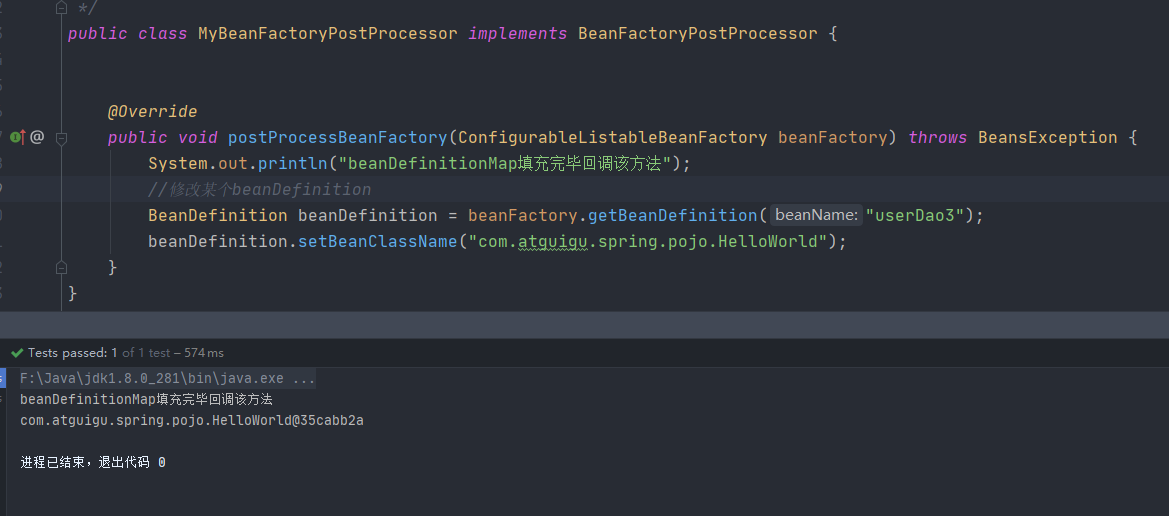 */
public class MyBeanFactoryPostProcessor implements BeanFactoryPostProcessor {
@Override
public void postProcessBeanFactory(ConfigurableListableBeanFactory beanFactory) throws BeansException {
System.out.println("beanDefinitionMap填充完毕回调该方法");
//修改某个beanDefinition
BeanDefinition beanDefinition = beanFactory.getBeanDefinition( beanName: "userDao3");
beanDefinition.setBeanClassName("com.atguigu.spring.pojo.HelloWorld");
}
}
Tests passed: 1 of 1 test – 574 ms
F:\Java\jdk1.8.0_281\bin\java.exe ...
beanDefinitionMap填充完毕回调该方法
com.atguigu.spring.pojo.HelloWorld@35cabb2a
进程已结束,退出代码 0